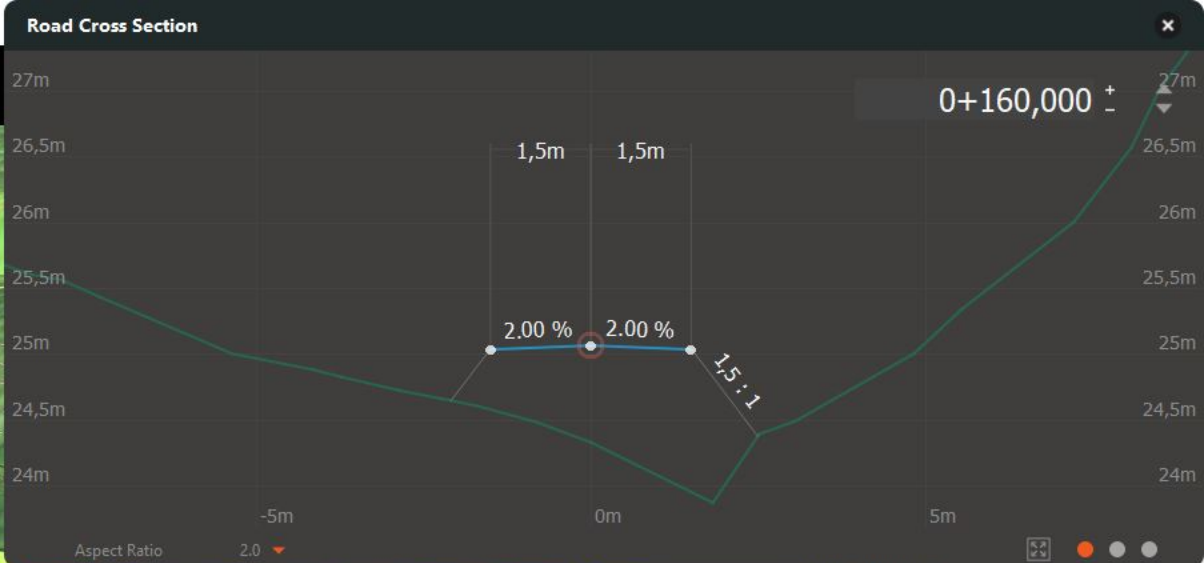 Road Cross Section
27m
27m
0+160,000
+
−
26,5m
1,5m
1,5m
26,5m
26m
26m
25,5m
25,5m
2.00 %
2.00 %
25m
25m
1,5 : 1
24,5m
24,5m
24m
24m
-5m
0m
5m
Aspect Ratio
2.0